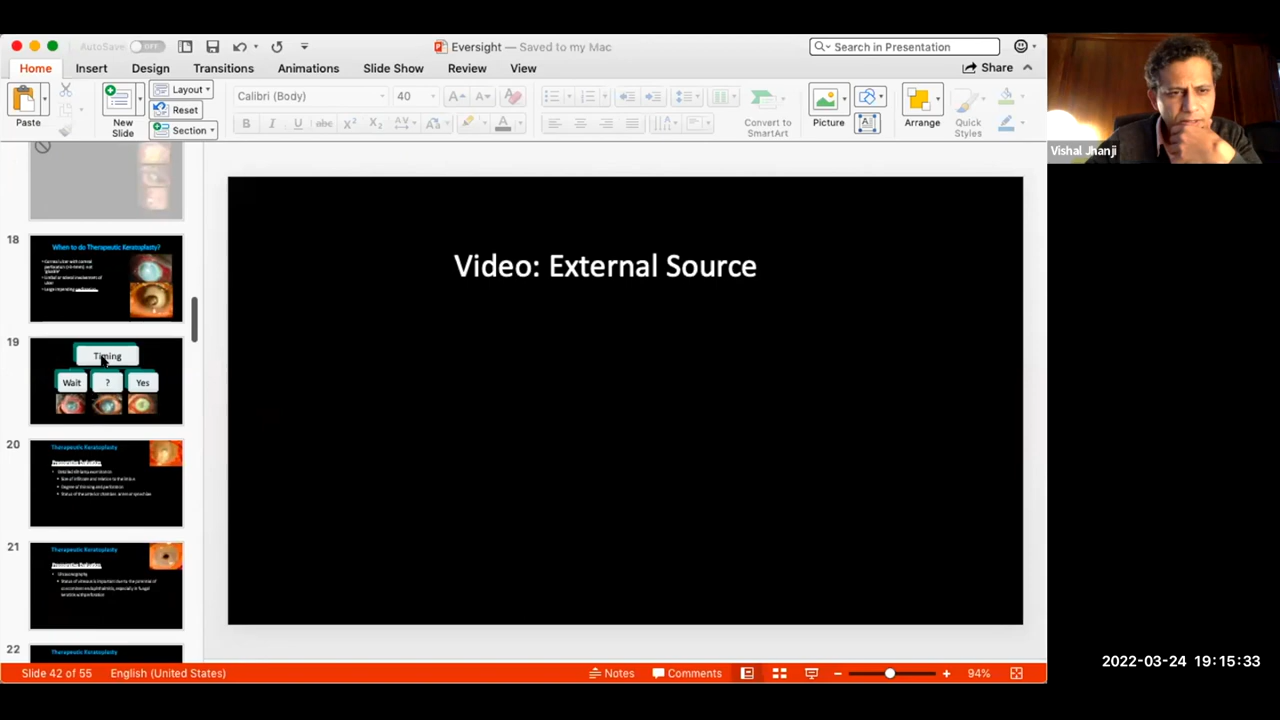 AutoSave OFF
Eversight — Saved to my Mac
Search in Presentation
Home Insert Design Transitions Animations Slide Show Review View
Share
Paste
New Slide
Layout
Reset
Section
Calibri (Body) 40
Convert to SmartArt
Picture
Arrange
Quick Styles
Vishal Jhanji
18
When to do Therapeutic Keratoplasty?
19
Timing
Wait ? Yes
20
Therapeutic Keratoplasty
Preoperative Evaluation
21
Therapeutic Keratoplasty
Preoperative Evaluation
22
Therapeutic Keratoplasty
Video: External Source
Slide 42 of 55 English (United States) Notes Comments 94%
2022-03-24 19:15:33